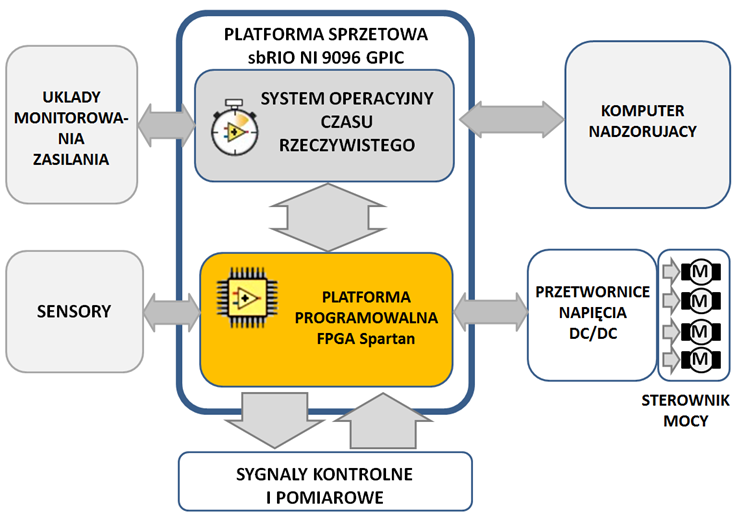 PLATFORMA SPRZETOWA
sbRIO NI 9096 GPIC
UKLADY
MONITOROWA-
NIA
ZASILANIA
SYSTEM OPERACYJNY
CZASU
RZECZYWISTEGO
KOMPUTER
NADZORUJACY
SENSORY
PLATFORMA
PROGRAMOWALNA
FPGA Spartan
PRZETWORNICE
NAPIĘCIA
DC/DC
M
M
M
M
STEROWNIK
MOCY
SYGNALY KONTROLNE
I POMIAROWE